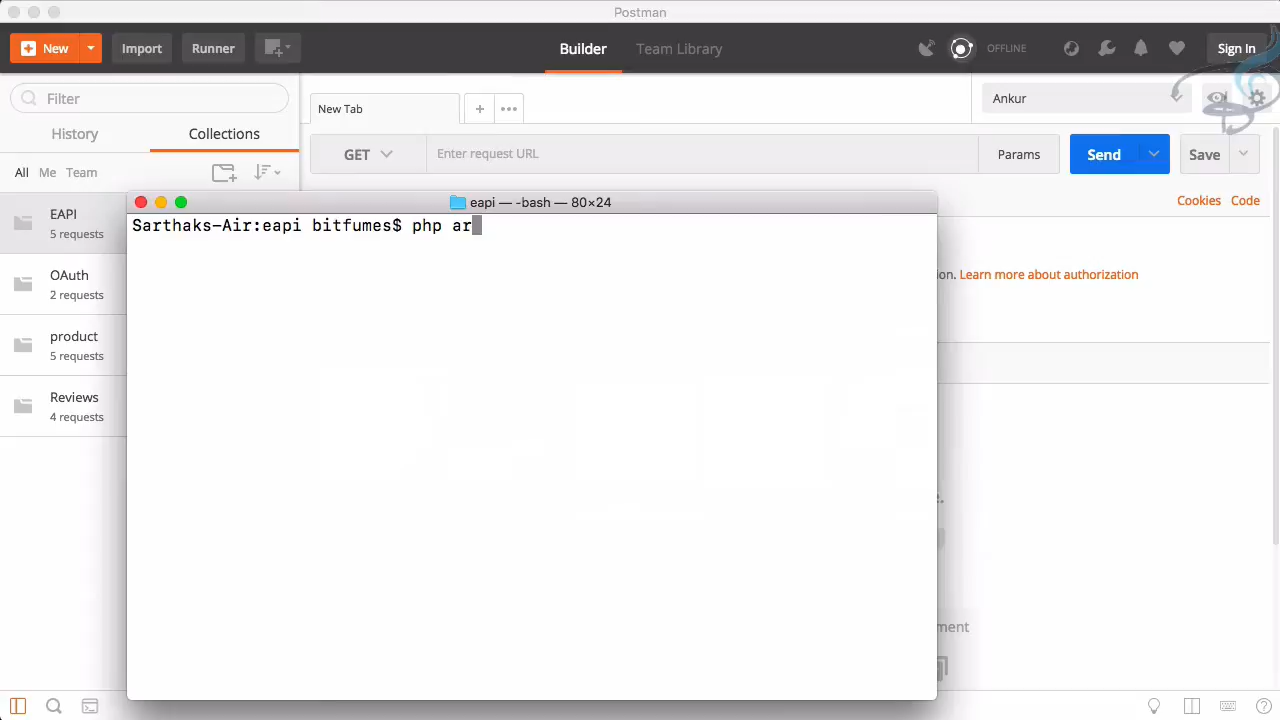 Postman
New
Import
Runner
Builder
Team Library
OFFLINE
Sign In
Filter
History
Collections
All
Me
Team
New Tab
Ankur
GET
Enter request URL
Params
Send
Save
Cookies
Code
EAPI
5 requests
OAuth
2 requests
product
5 requests
Reviews
4 requests
eapi — -bash — 80×24
Sarthaks-Air:eapi bitfumes$ php ar
on. Learn more about authorization
e.
ment